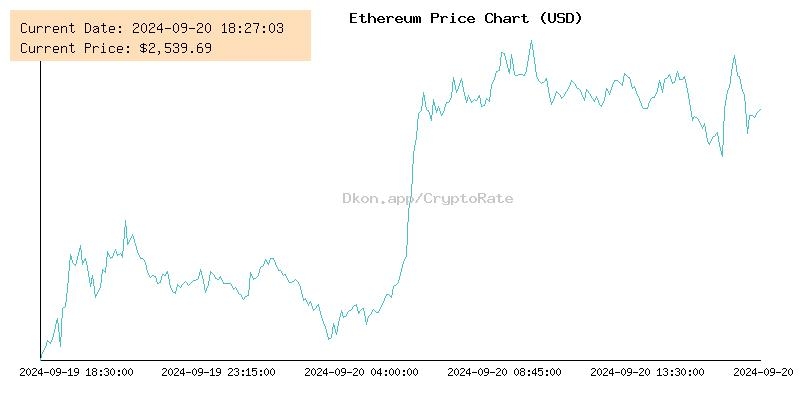 Ethereum Price Chart (USD)
Current Date: 2024-09-20 18:27:03
Current Price: $2,539.69
Dkon.app/CryptoRate
2024-09-19 18:30:00 2024-09-19 23:15:00 2024-09-20 04:00:00 2024-09-20 08:45:00 2024-09-20 13:30:00 2024-09-20